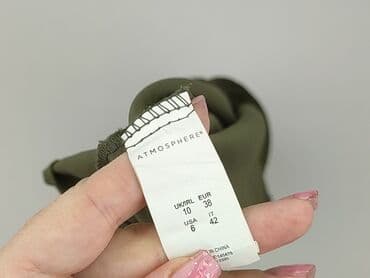 ATMOSPHERE®
UK/IRL EUR
10 38
USA IT
6 42